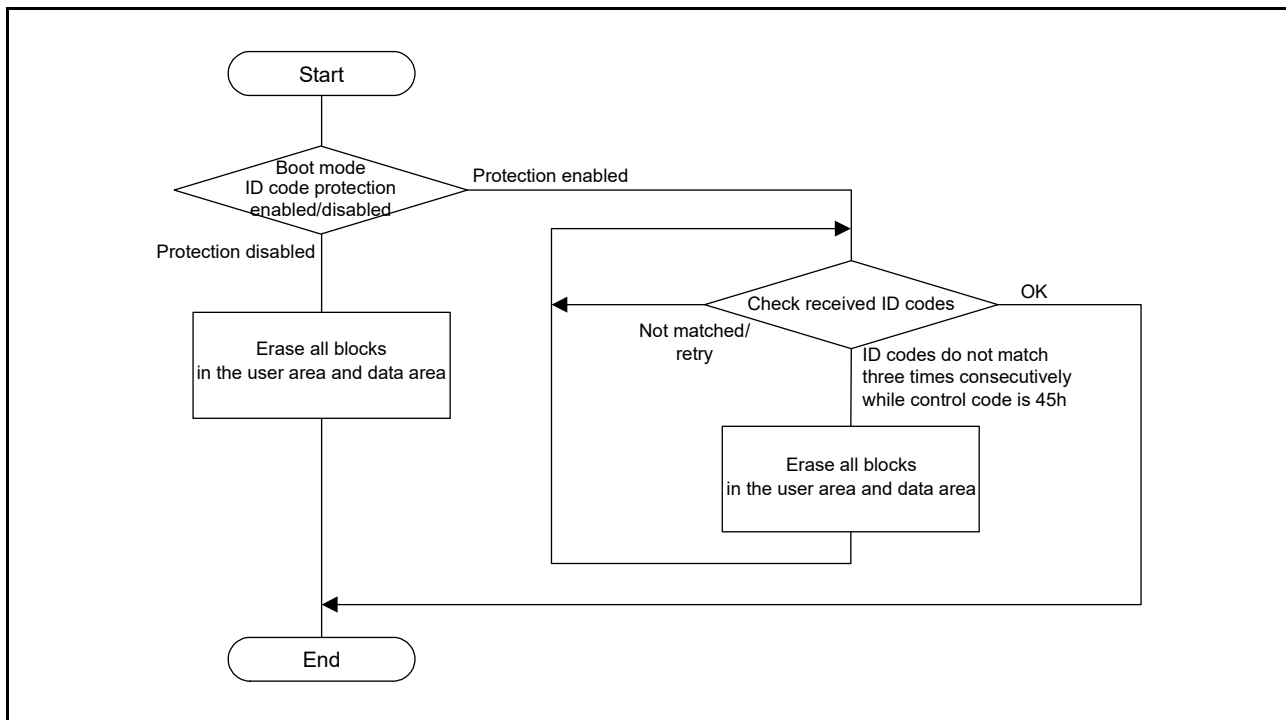 Start
Boot mode
ID code protection
enabled/disabled
Protection enabled
Protection disabled
Check received ID codes
OK
Not matched/
retry
ID codes do not match
three times consecutively
while control code is 45h
Erase all blocks
in the user area and data area
Erase all blocks
in the user area and data area
End